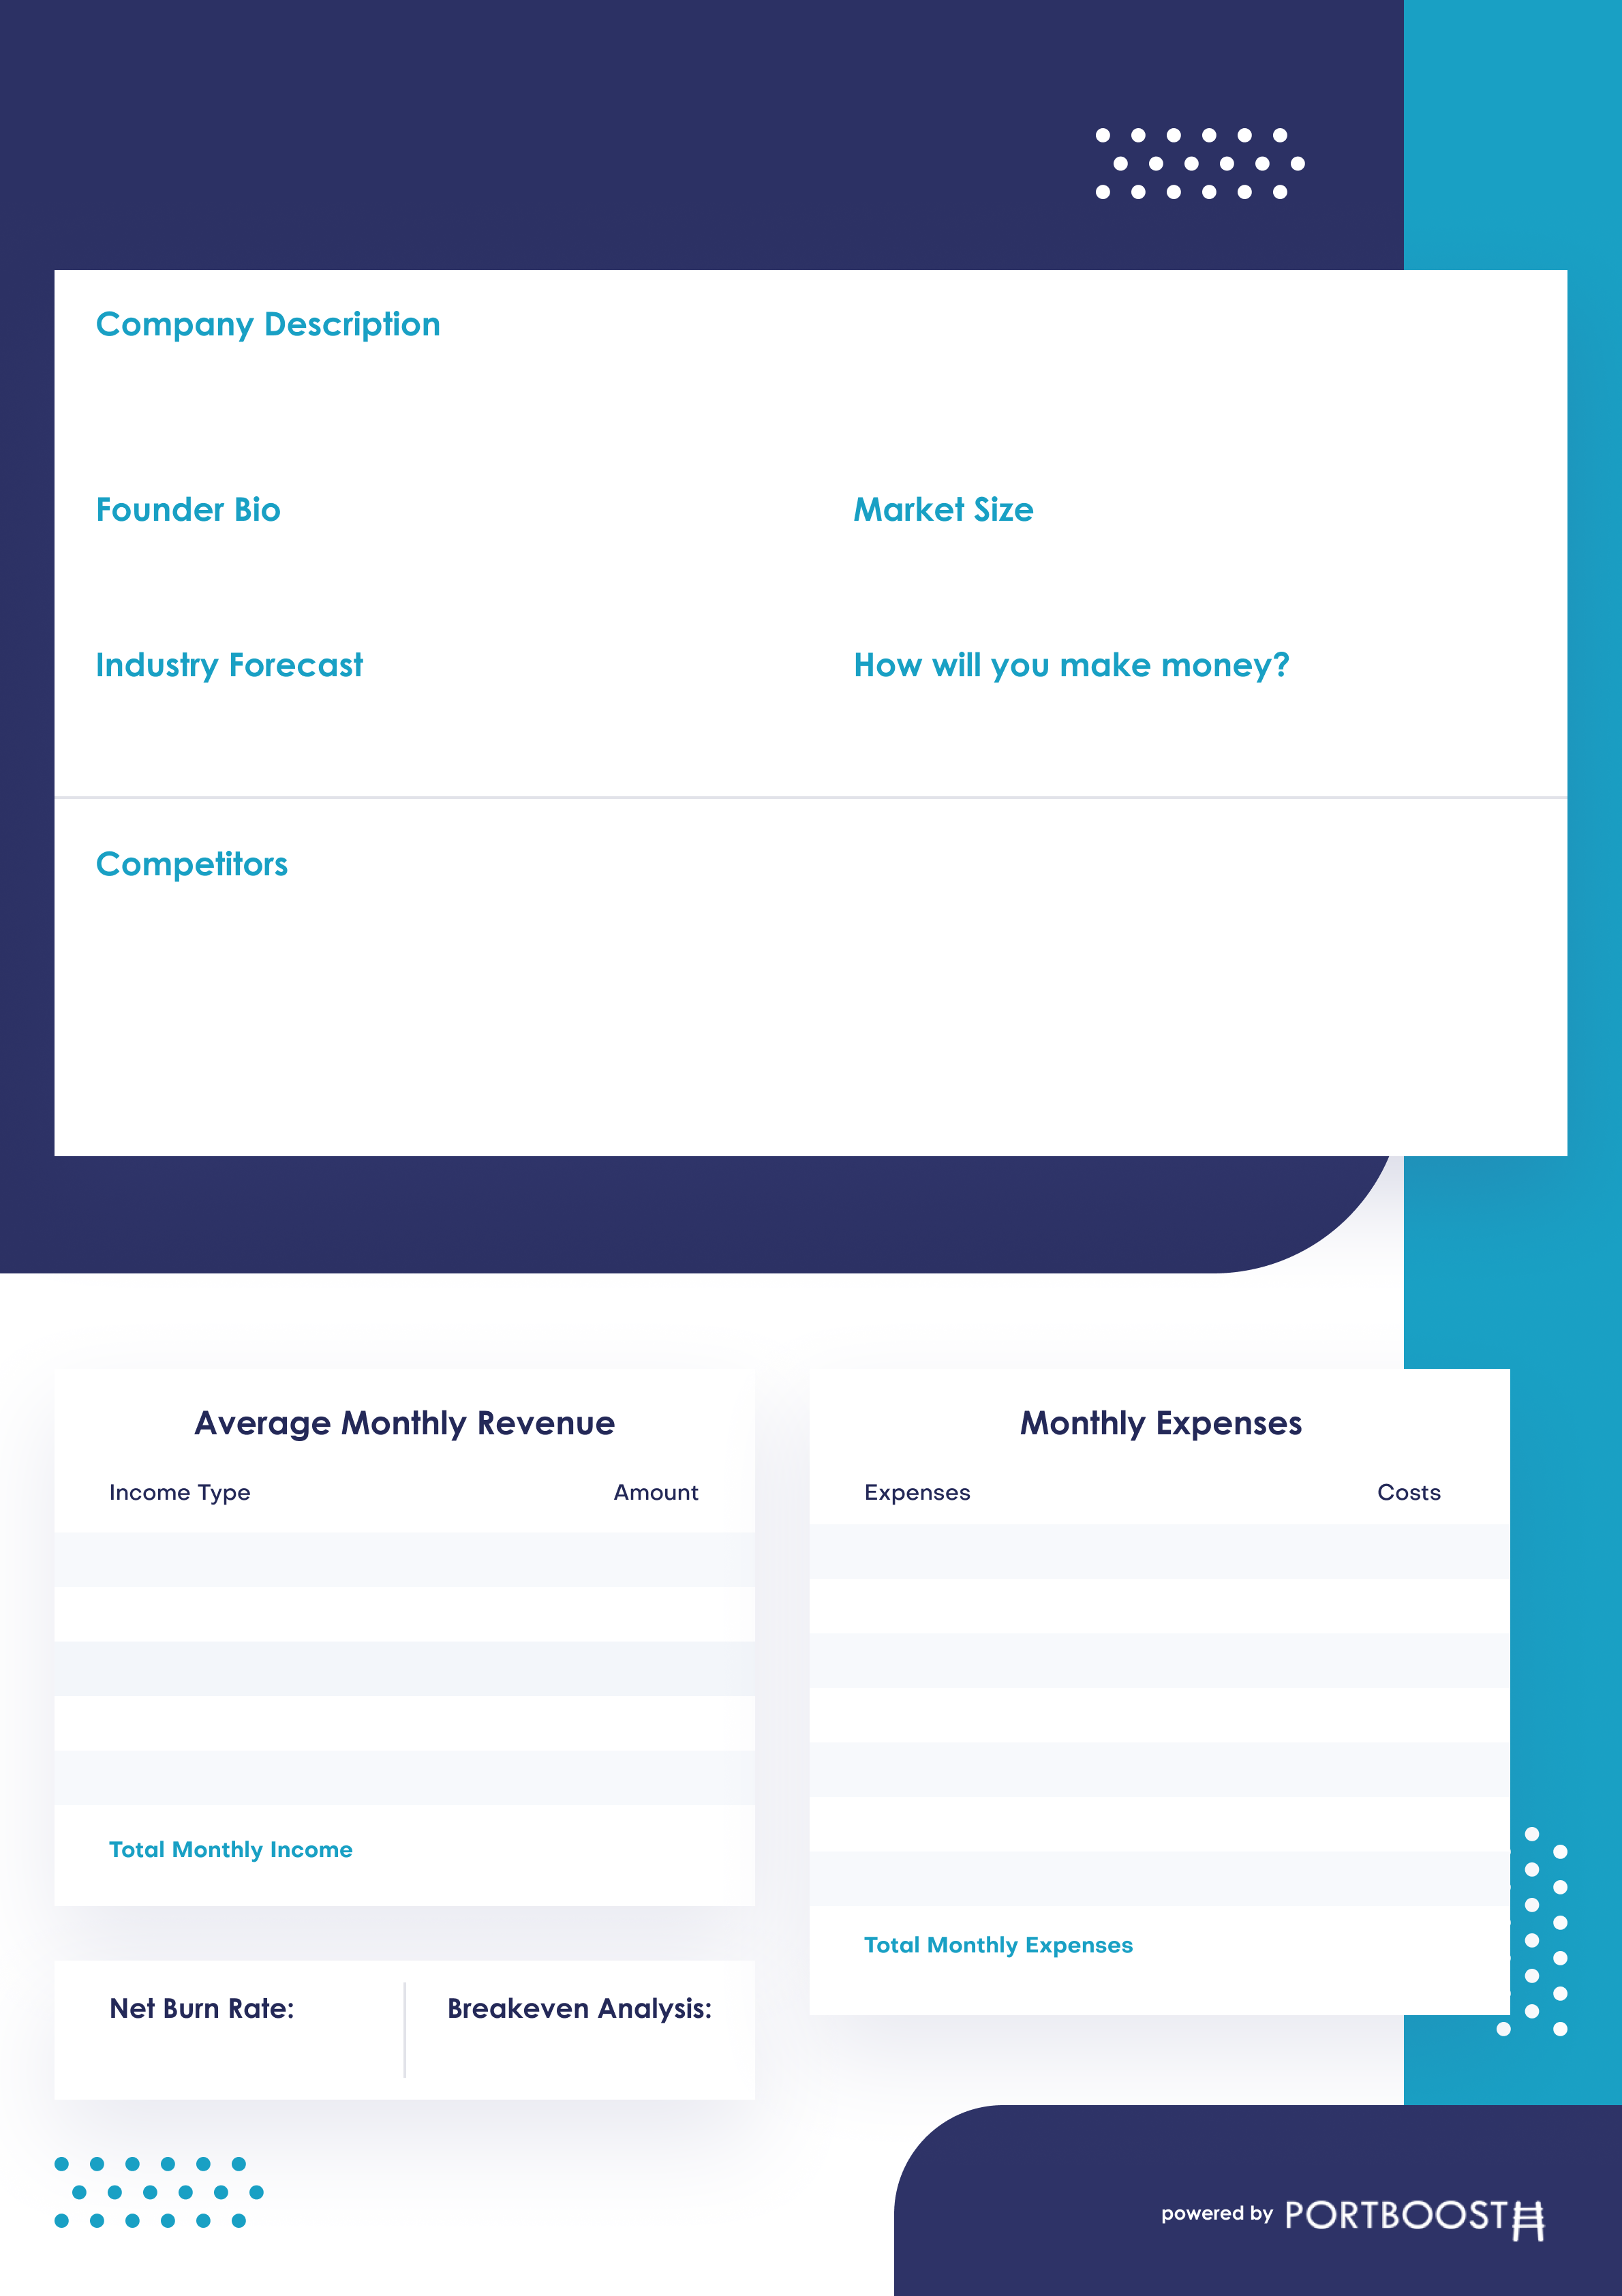 Company Description
Founder Bio
Market Size
Industry Forecast
How will you make money?
Competitors
Average Monthly Revenue
Income Type
Amount
Total Monthly Income
Monthly Expenses
Expenses
Costs
Total Monthly Expenses
Net Burn Rate:
Breakeven Analysis:
powered by PORTBOOST